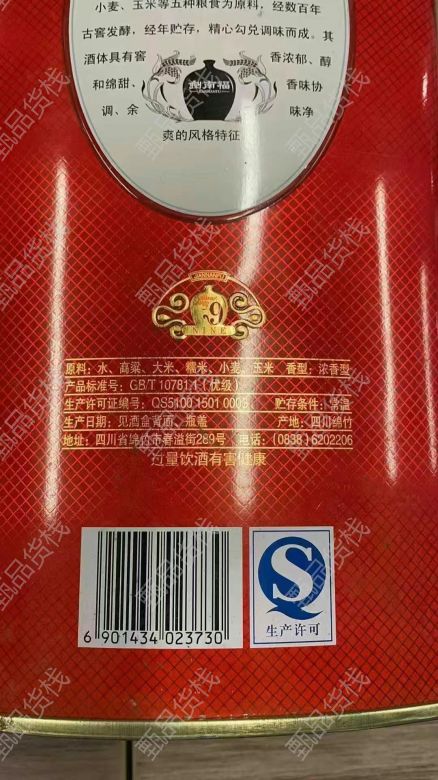 小麦、玉米等五种粮食为原料，经数百年
古窖发酵，经年贮存，精心勾兑调味而成。其
酒体具有窖 香浓郁、醇
和绵甜、 香味协
调、余 味净
爽的风格特征
剑南福
JIANNANFU
9
NINE
原料：水、高粱、大米、糯米、小麦、玉米 香型：浓香型
产品标准号：GB/T 10781.1（优级）
生产许可证编号：QS5100 1501 0003 贮存条件：常温
生产日期：见酒盒背面、瓶盖 产地：四川绵竹
地址：四川省绵竹市春溢街289号 电话：(0838)6202206
过量饮酒有害健康
6 901434 023730
生产许可
甄品货栈